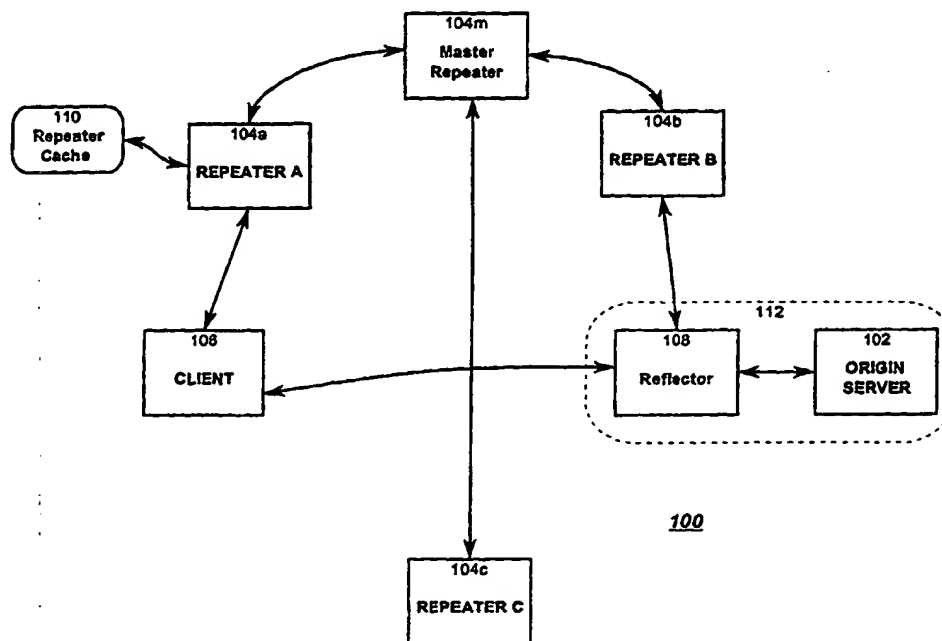 104m
Master
Repeater
110
Repeater
Cache
104a
REPEATER A
104b
REPEATER B
106
CLIENT
112
108
Reflector
102
ORIGIN
SERVER
100
104c
REPEATER C